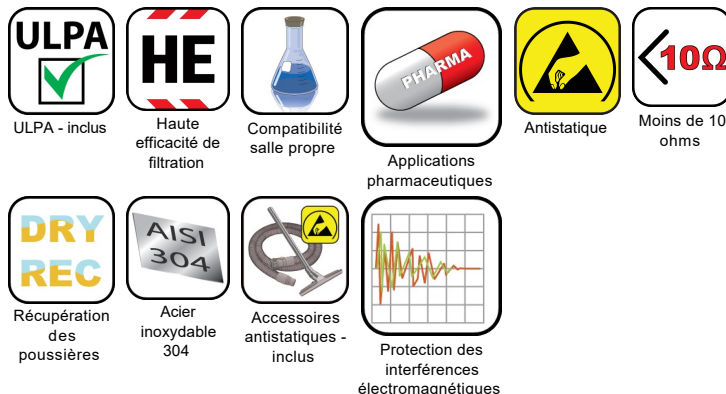 ULPA
ULPA - inclus
HE
Haute
efficacité de
filtration
Compatibilité
salle propre
PHARMA
Applications
pharmaceutiques
Antistatique
<10Ω
Moins de 10
ohms
DRY
REC
Récupération
des
poussières
AISI
304
Acier
inoxydable
304
Accessoires
antistatiques -
inclus
Protection des
interférences
électromagnétiques